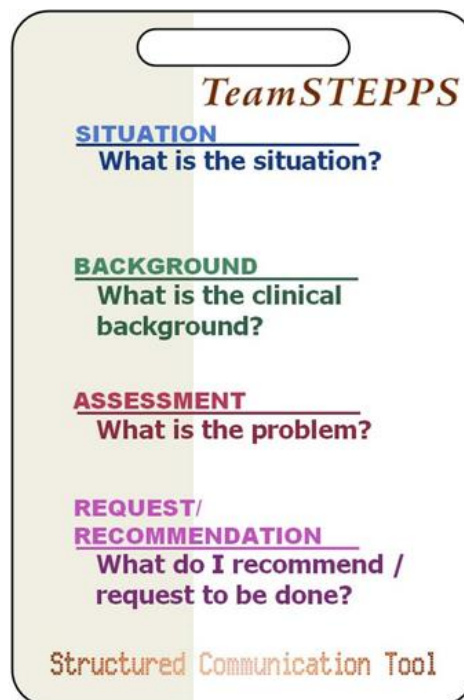 TeamSTEPPS
SITUATION
What is the situation?
BACKGROUND
What is the clinical
background?
ASSESSMENT
What is the problem?
REQUEST/
RECOMMENDATION
What do I recommend /
request to be done?
Structured Communication Tool